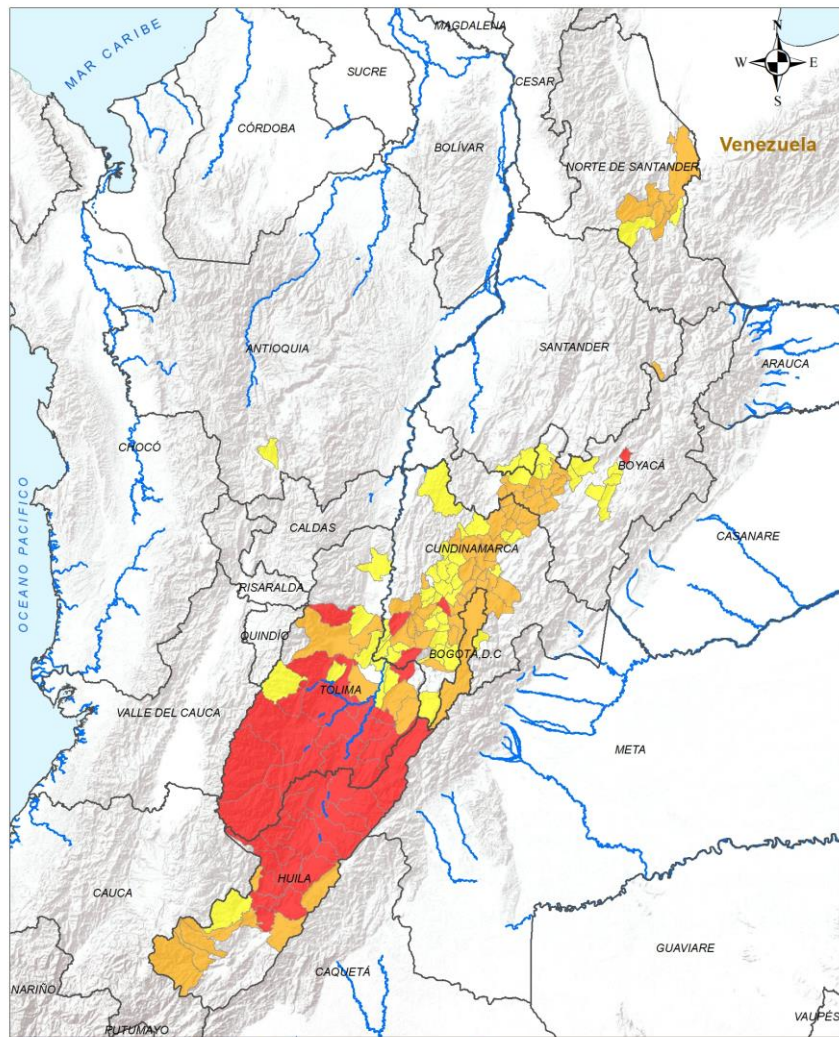 MAGDALENA
MAR CARIBE
N
W E
S
SUCRE
CESAR
CÓRDOBA
BOLÍVAR
Venezuela
NORTE DE SANTANDER
ANTIOQUIA
SANTANDER
ARAUCA
CHOCÓ
BOYACÁ
CALDAS
CASANARE
CUNDINAMARCA
OCEANO PACIFICO
RISARALDA
QUINDÍO
BOGOTÁ,D.C
TOLIMA
VALLE DEL CAUCA
META
HUILA
CAUCA
GUAVIARE
CAQUETÁ
NARIÑO
VAUPÉS
PUTUMAYO